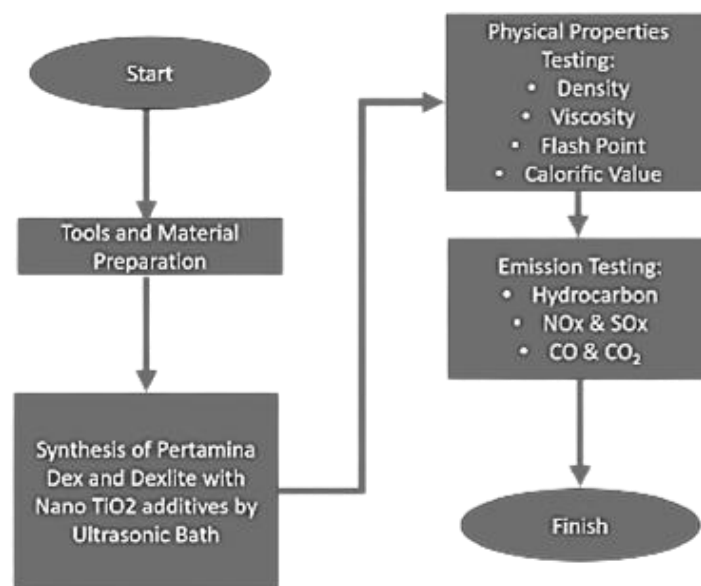 Start
Tools and Material
Preparation
Synthesis of Pertamina
Dex and Dexlite with
Nano TiO2 additives by
Ultrasonic Bath
Physical Properties
Testing:
• Density
• Viscosity
• Flash Point
• Calorific Value
Emission Testing:
• Hydrocarbon
• NOx & SOx
• CO & CO₂
Finish